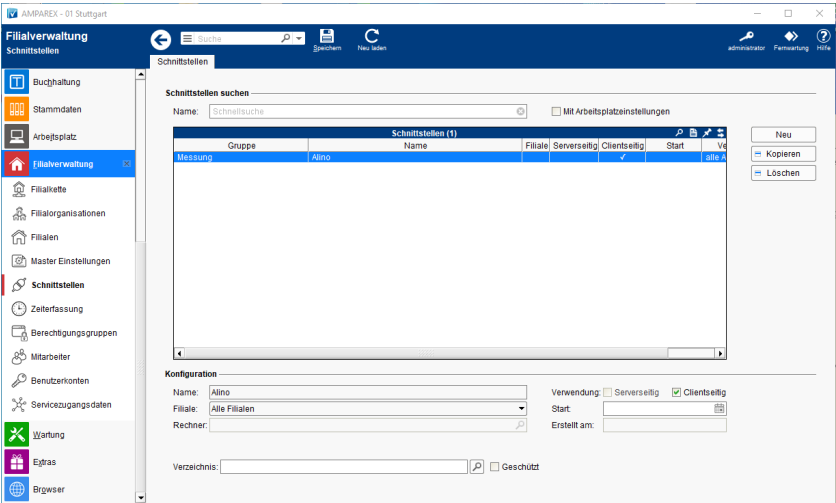 AMPAREX - 01 Stuttgart
Filialverwaltung
Schnittstellen
Suche
Speichern
Neu laden
administrator
Fernwartung
Hilfe
Schnittstellen
Buchhaltung
Stammdaten
Arbeitsplatz
Filialverwaltung
Filialkette
Filialorganisationen
Filialen
Master Einstellungen
Schnittstellen
Zeiterfassung
Berechtigungsgruppen
Mitarbeiter
Benutzerkonten
Servicezugangsdaten
Wartung
Extras
Browser
Schnittstellen suchen
Name: Schnellsuche
Mit Arbeitsplatzeinstellungen
Schnittstellen (1)
Gruppe Name Filiale Serverseitig Clientseitig Start Ve
Messung Alino alle A
Neu
Kopieren
Löschen
Konfiguration
Name: Alino
Verwendung: Serverseitig Clientseitig
Filiale: Alle Filialen
Start:
Rechner:
Erstellt am:
Verzeichnis:
Geschützt